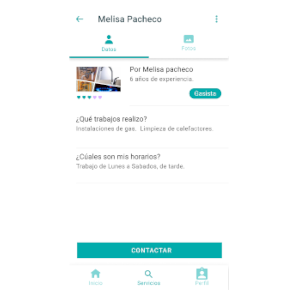 Melisa Pacheco
Datos
Fotos
Por Melisa pacheco
6 años de experiencia.
Gasista
¿Qué trabajos realizo?
Instalaciones de gas. Limpieza de calefactores.
¿Cúales son mis horarios?
Trabajo de Lunes a Sabados, de tarde.
CONTACTAR
Inicio
Servicios
Perfil